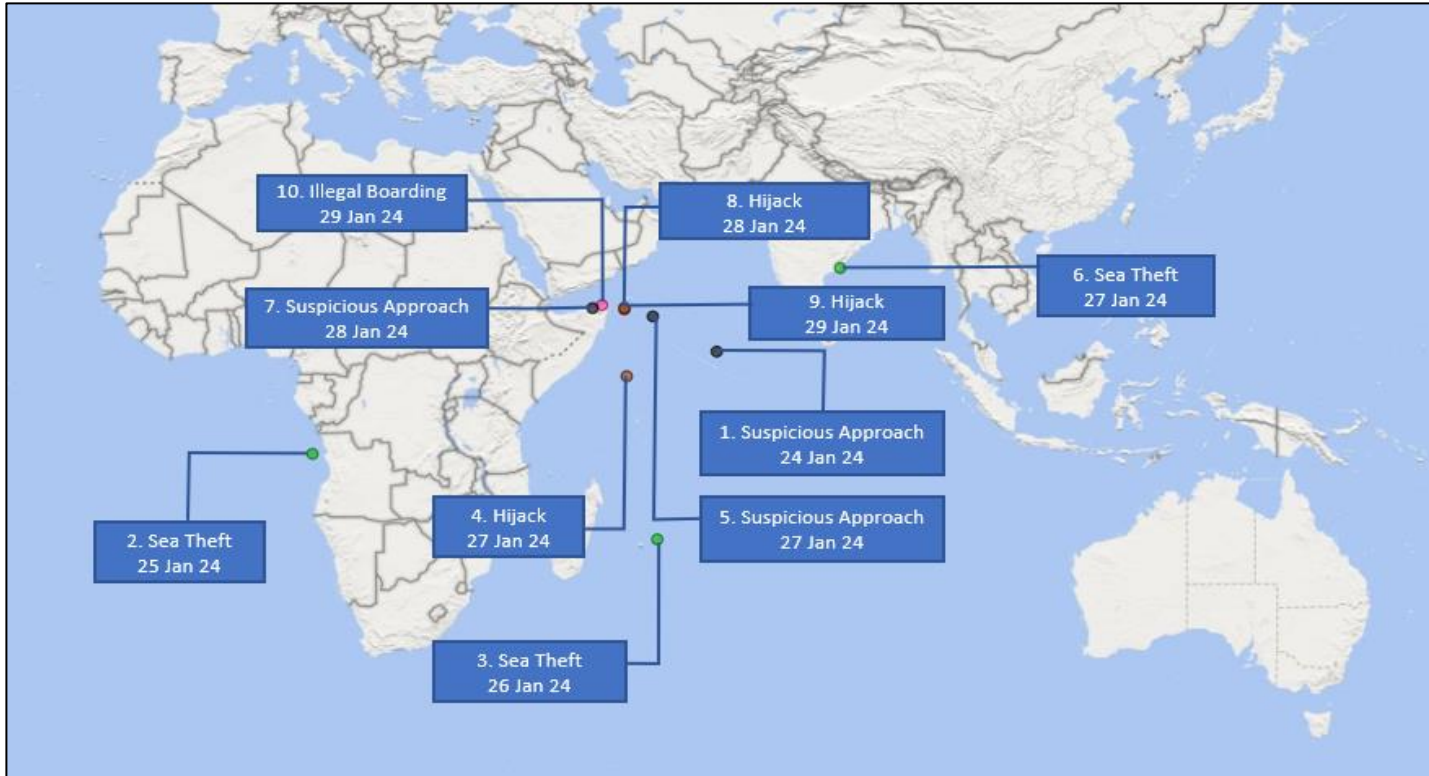 10. Illegal Boarding
29 Jan 24
8. Hijack
28 Jan 24
6. Sea Theft
27 Jan 24
7. Suspicious Approach
28 Jan 24
9. Hijack
29 Jan 24
1. Suspicious Approach
24 Jan 24
4. Hijack
27 Jan 24
5. Suspicious Approach
27 Jan 24
2. Sea Theft
25 Jan 24
3. Sea Theft
26 Jan 24